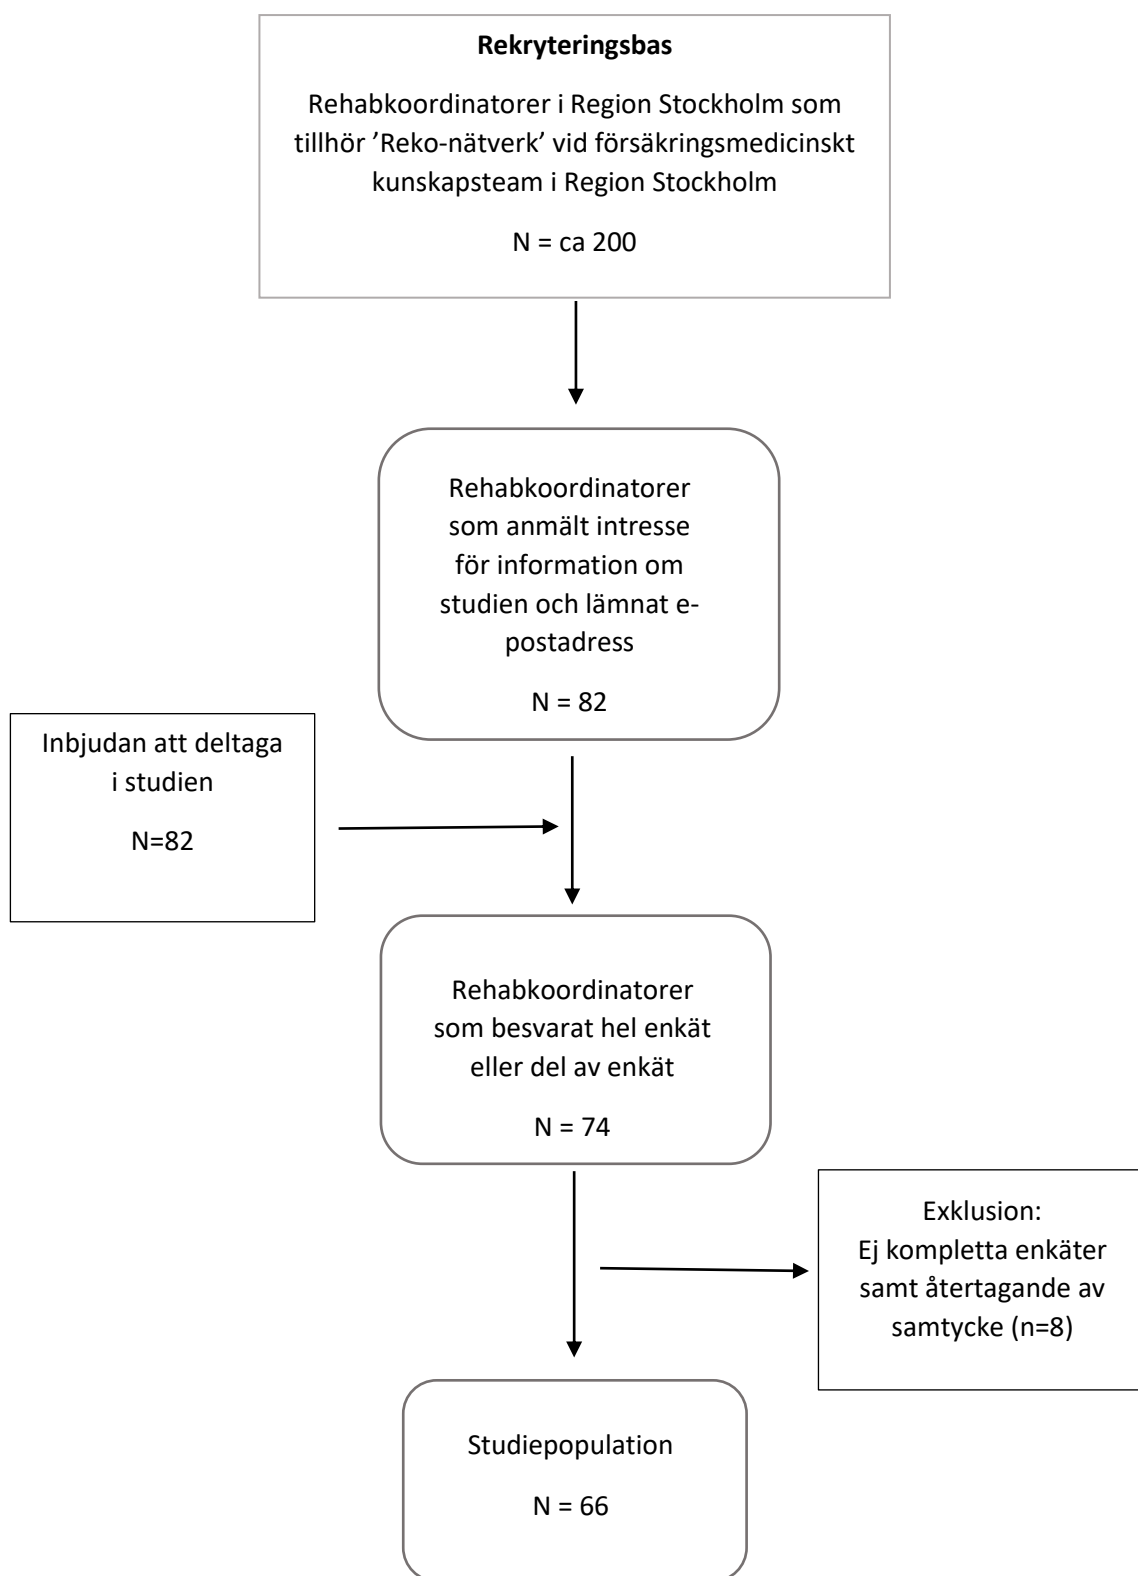 Rekryteringsbas
Rehabkoordinatorer i Region Stockholm som
tillhör ’Reko-nätverk’ vid försäkringsmedicinskt
kunskapsteam i Region Stockholm
N = ca 200
Rehabkoordinatorer
som anmält intresse
för information om
studien och lämnat e-
postadress
N = 82
Inbjudan att deltaga
i studien
N=82
Rehabkoordinatorer
som besvarat hel enkät
eller del av enkät
N = 74
Exklusion:
Ej kompletta enkäter
samt återtagande av
samtycke (n=8)
Studiepopulation
N = 66